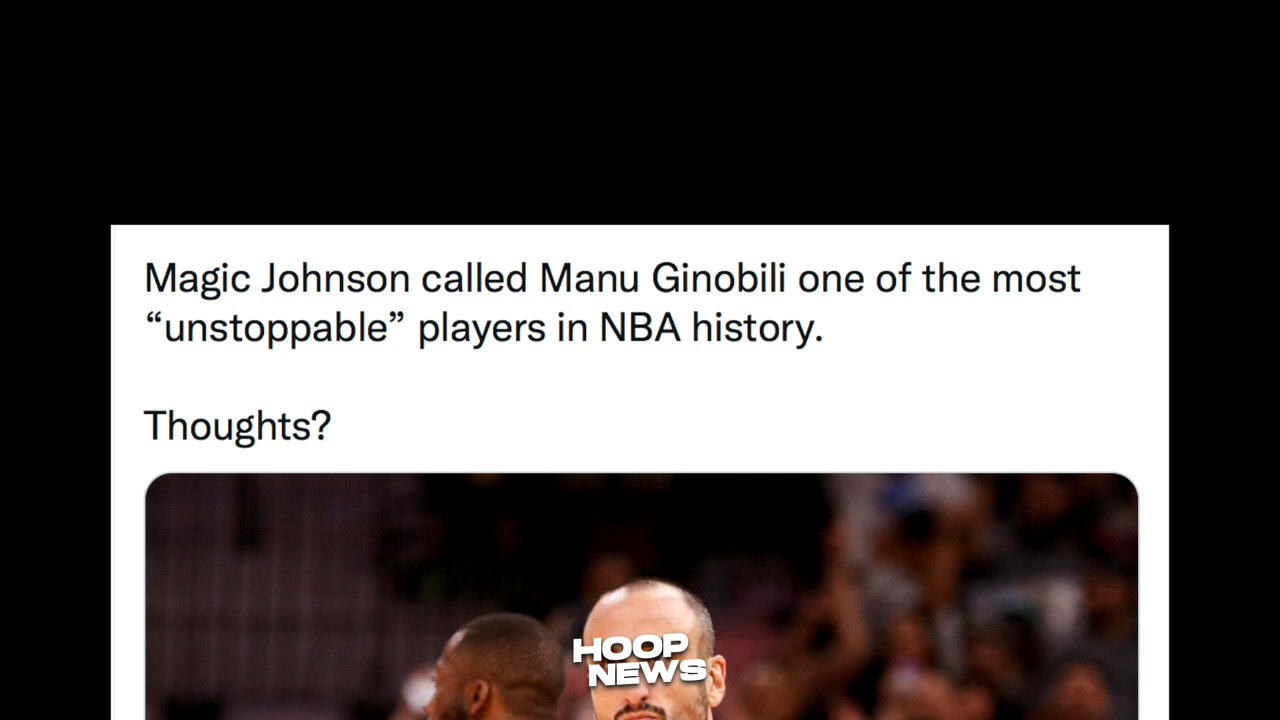 Magic Johnson called Manu Ginobili one of the most
“unstoppable” players in NBA history.
Thoughts?
HOOP
NEWS